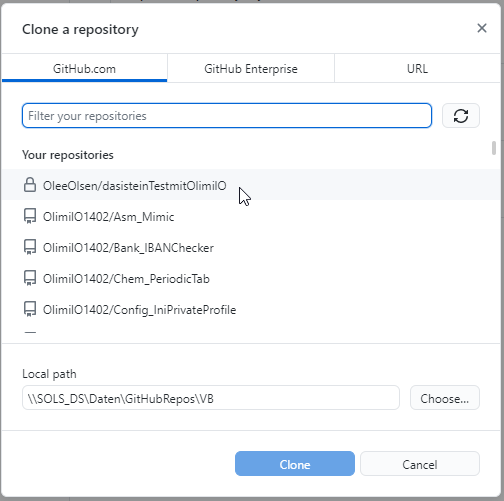 Clone a repository
GitHub.com
GitHub Enterprise
URL
Filter your repositories
Your repositories
OleeOlsen/dasisteinTestmitOlimilO
OlimilO1402/Asm_Mimic
OlimilO1402/Bank_IBANChecker
OlimilO1402/Chem_PeriodicTab
OlimilO1402/Config_IniPrivateProfile
Local path
\\SOLS_DS\Daten\GitHubRepos\VB
Choose...
Clone
Cancel